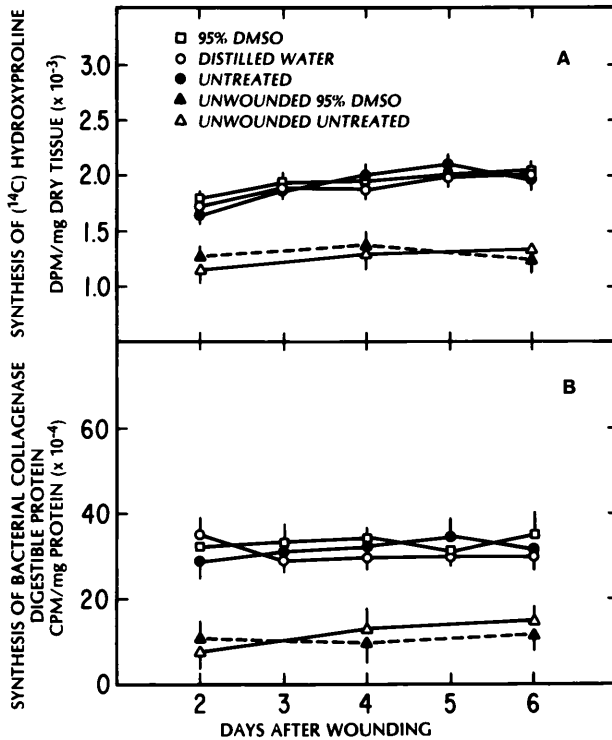 SYNTHESIS OF (¹⁴C) HYDROXYPROLINE
DPM/mg DRY TISSUE (x 10⁻³)
95% DMSO
DISTILLED WATER
UNTREATED
UNWOUNDED 95% DMSO
UNWOUNDED UNTREATED
A
3.0
2.5
2.0
1.5
1.0
SYNTHESIS OF BACTERIAL COLLAGENASE
DIGESTIBLE PROTEIN
CPM/mg PROTEIN (x 10⁻⁴)
B
60
40
20
0
2 3 4 5 6
DAYS AFTER WOUNDING